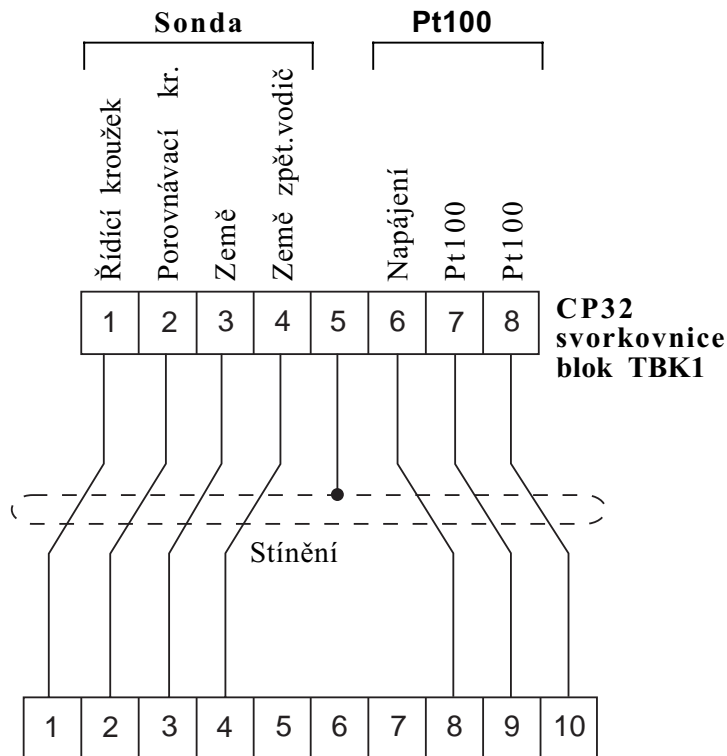 Sonda
Pt100
Řídící kroužek
Porovnávací kr.
Země
Země zpět.vodič
Napájení
Pt100
Pt100
1 2 3 4 5 6 7 8
CP32
svorkovnice
blok TBK1
Stínění
1 2 3 4 5 6 7 8 9 10